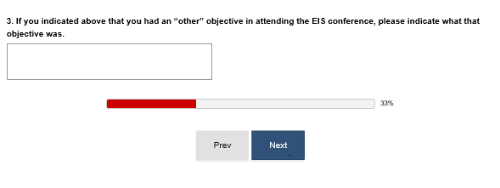 3. If you indicated above that you had an "other" objective in attending the EIS conference, please indicate what that
objective was.
33%
Prev
Next